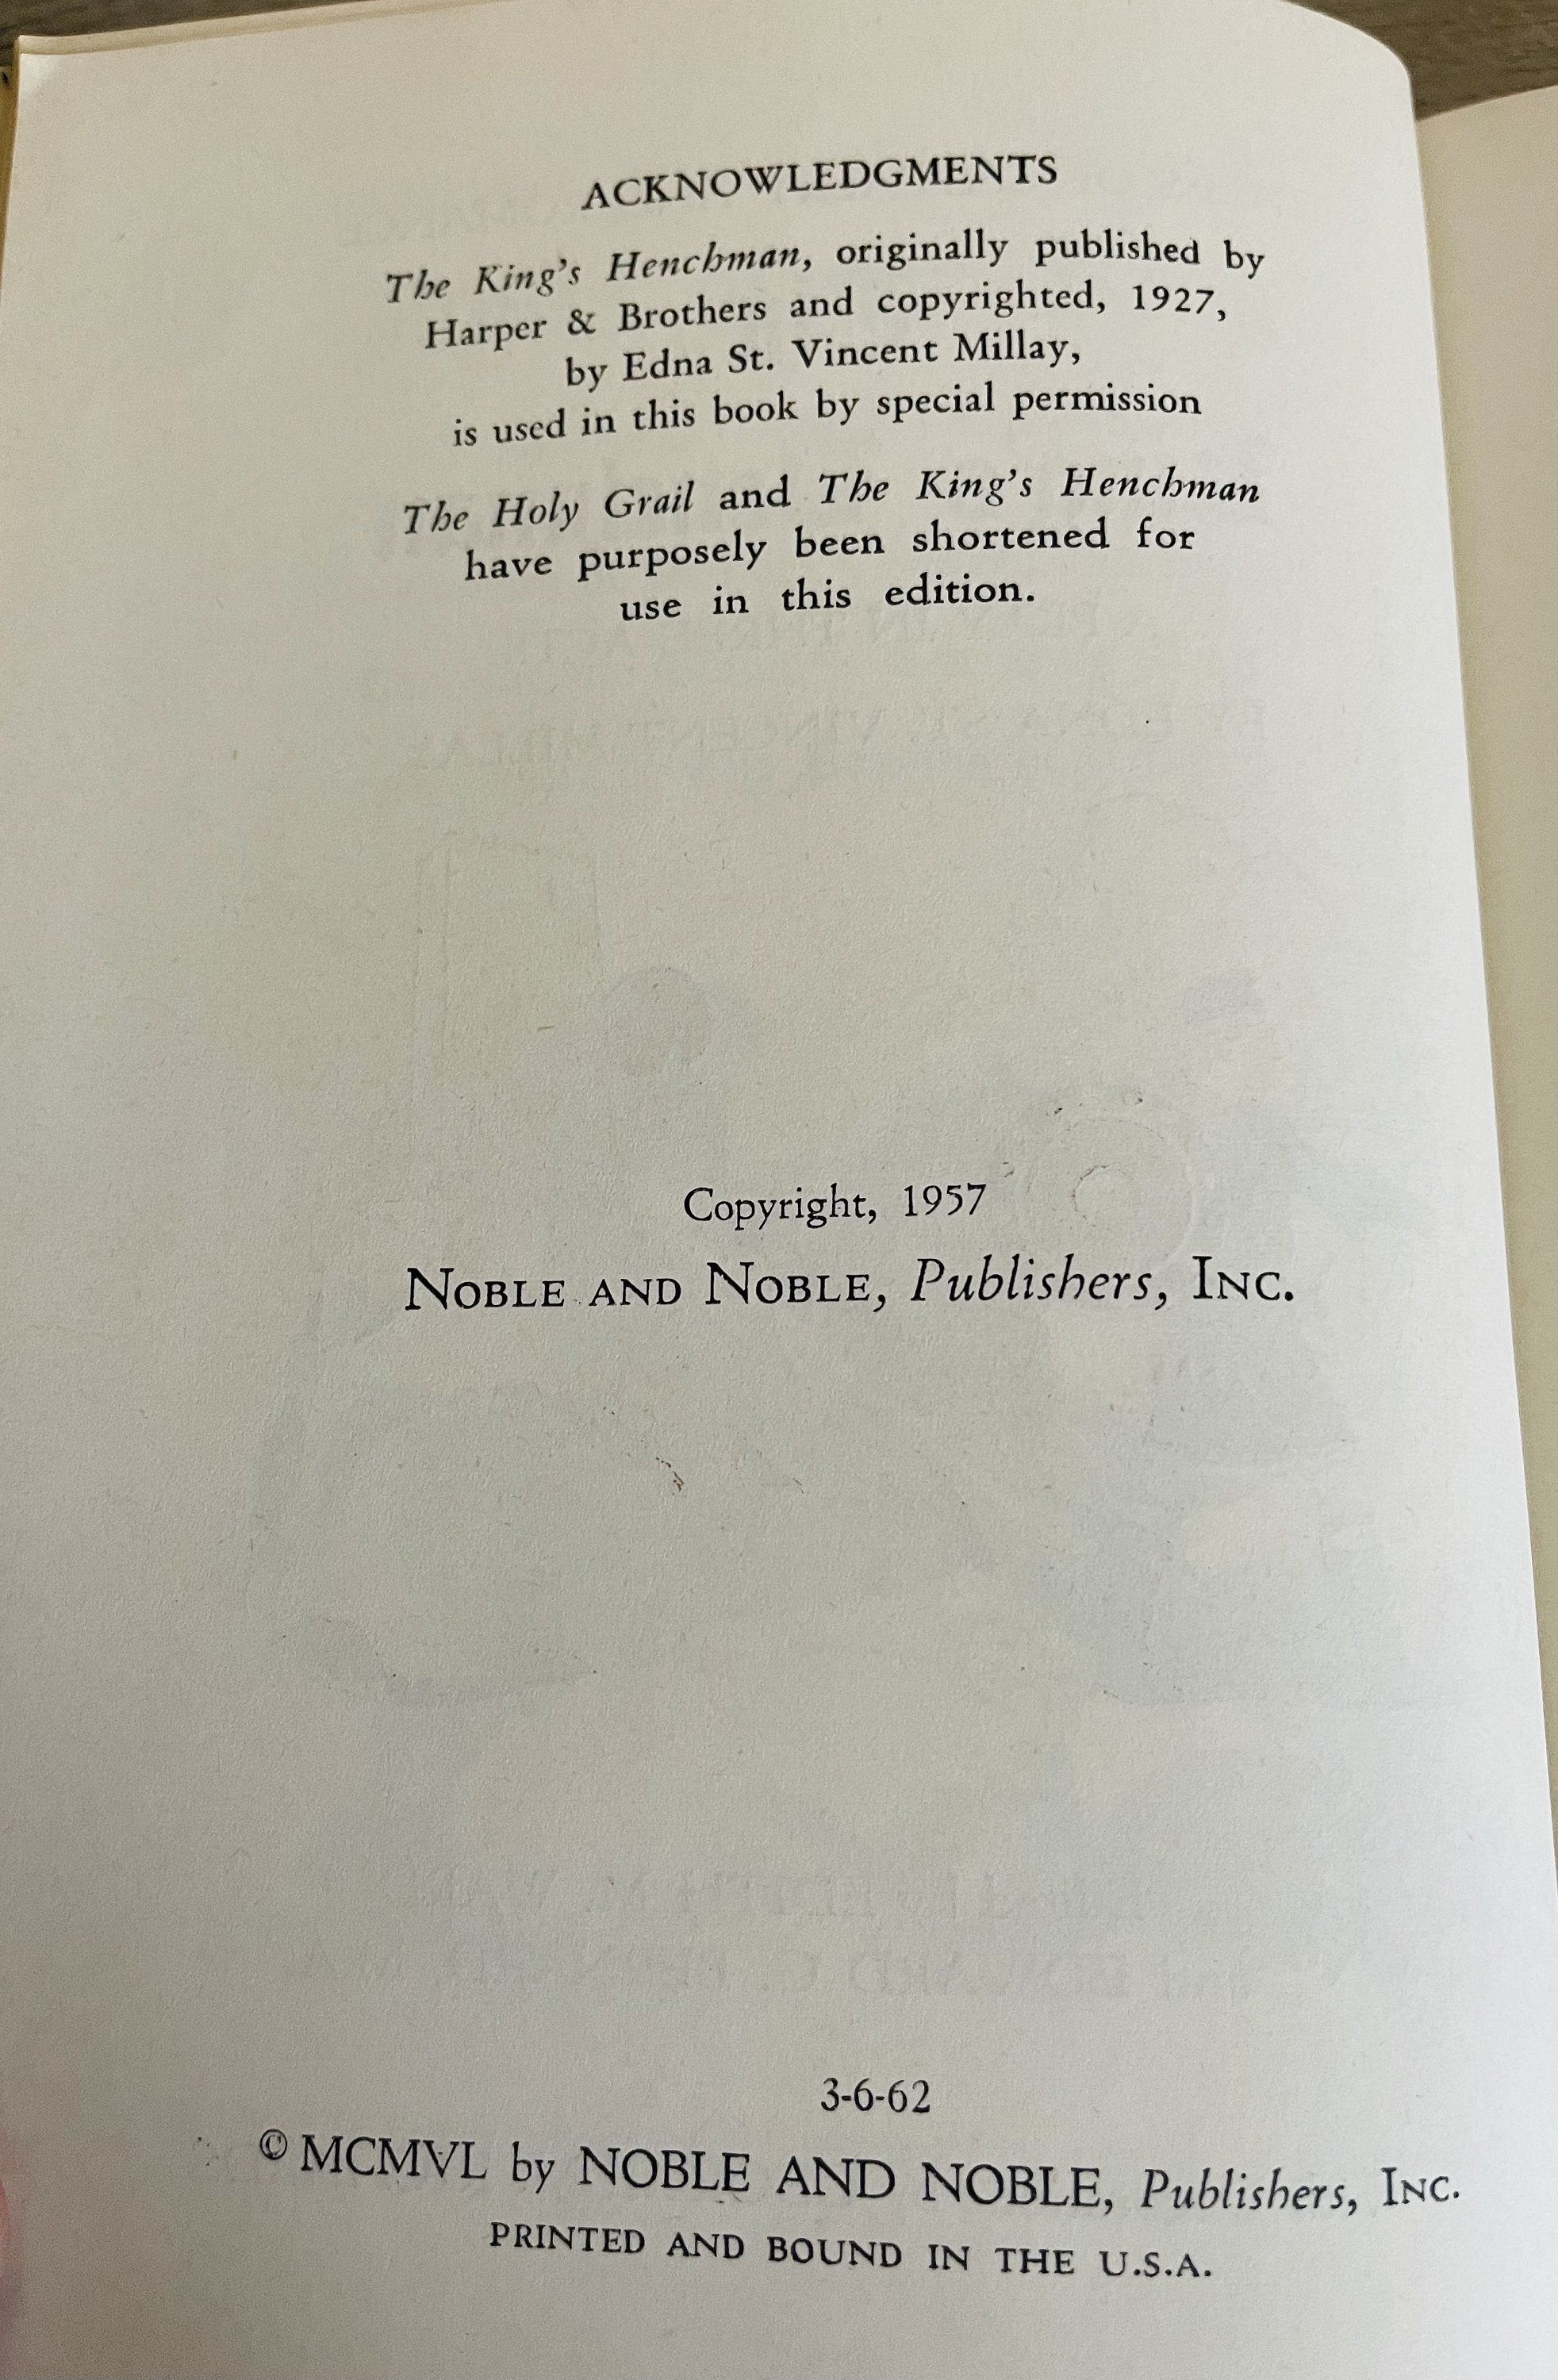 ACKNOWLEDGMENTS
The King's Henchman, originally published by
Harper & Brothers and copyrighted, 1927,
by Edna St. Vincent Millay,
is used in this book by special permission
The Holy Grail and The King's Henchman
have purposely been shortened for
use in this edition.
Copyright, 1957
NOBLE AND NOBLE, Publishers, INC.
3-6-62
© MCMVL by NOBLE AND NOBLE, Publishers, INC.
PRINTED AND BOUND IN THE U.S.A.